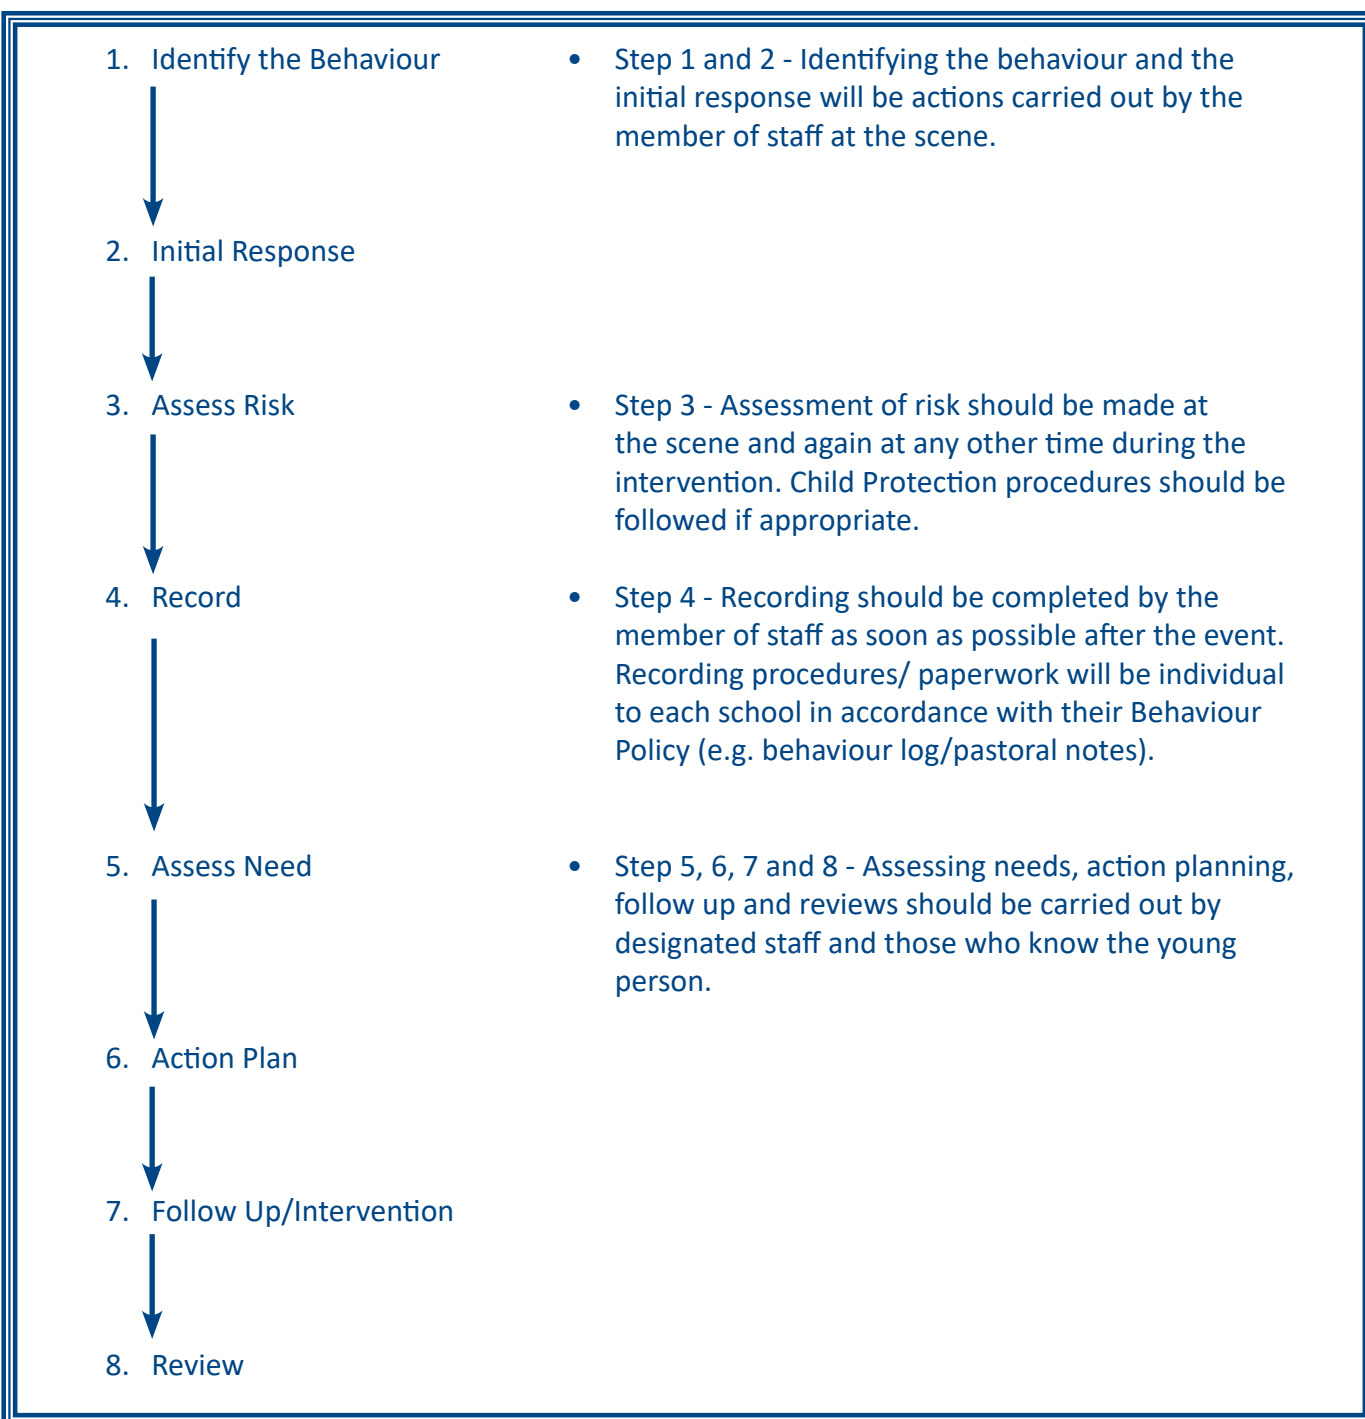 1. Identify the Behaviour
• Step 1 and 2 - Identifying the behaviour and the
initial response will be actions carried out by the
member of staff at the scene.
2. Initial Response
3. Assess Risk
• Step 3 - Assessment of risk should be made at
the scene and again at any other time during the
intervention. Child Protection procedures should be
followed if appropriate.
4. Record
• Step 4 - Recording should be completed by the
member of staff as soon as possible after the event.
Recording procedures/ paperwork will be individual
to each school in accordance with their Behaviour
Policy (e.g. behaviour log/pastoral notes).
5. Assess Need
• Step 5, 6, 7 and 8 - Assessing needs, action planning,
follow up and reviews should be carried out by
designated staff and those who know the young
person.
6. Action Plan
7. Follow Up/Intervention
8. Review